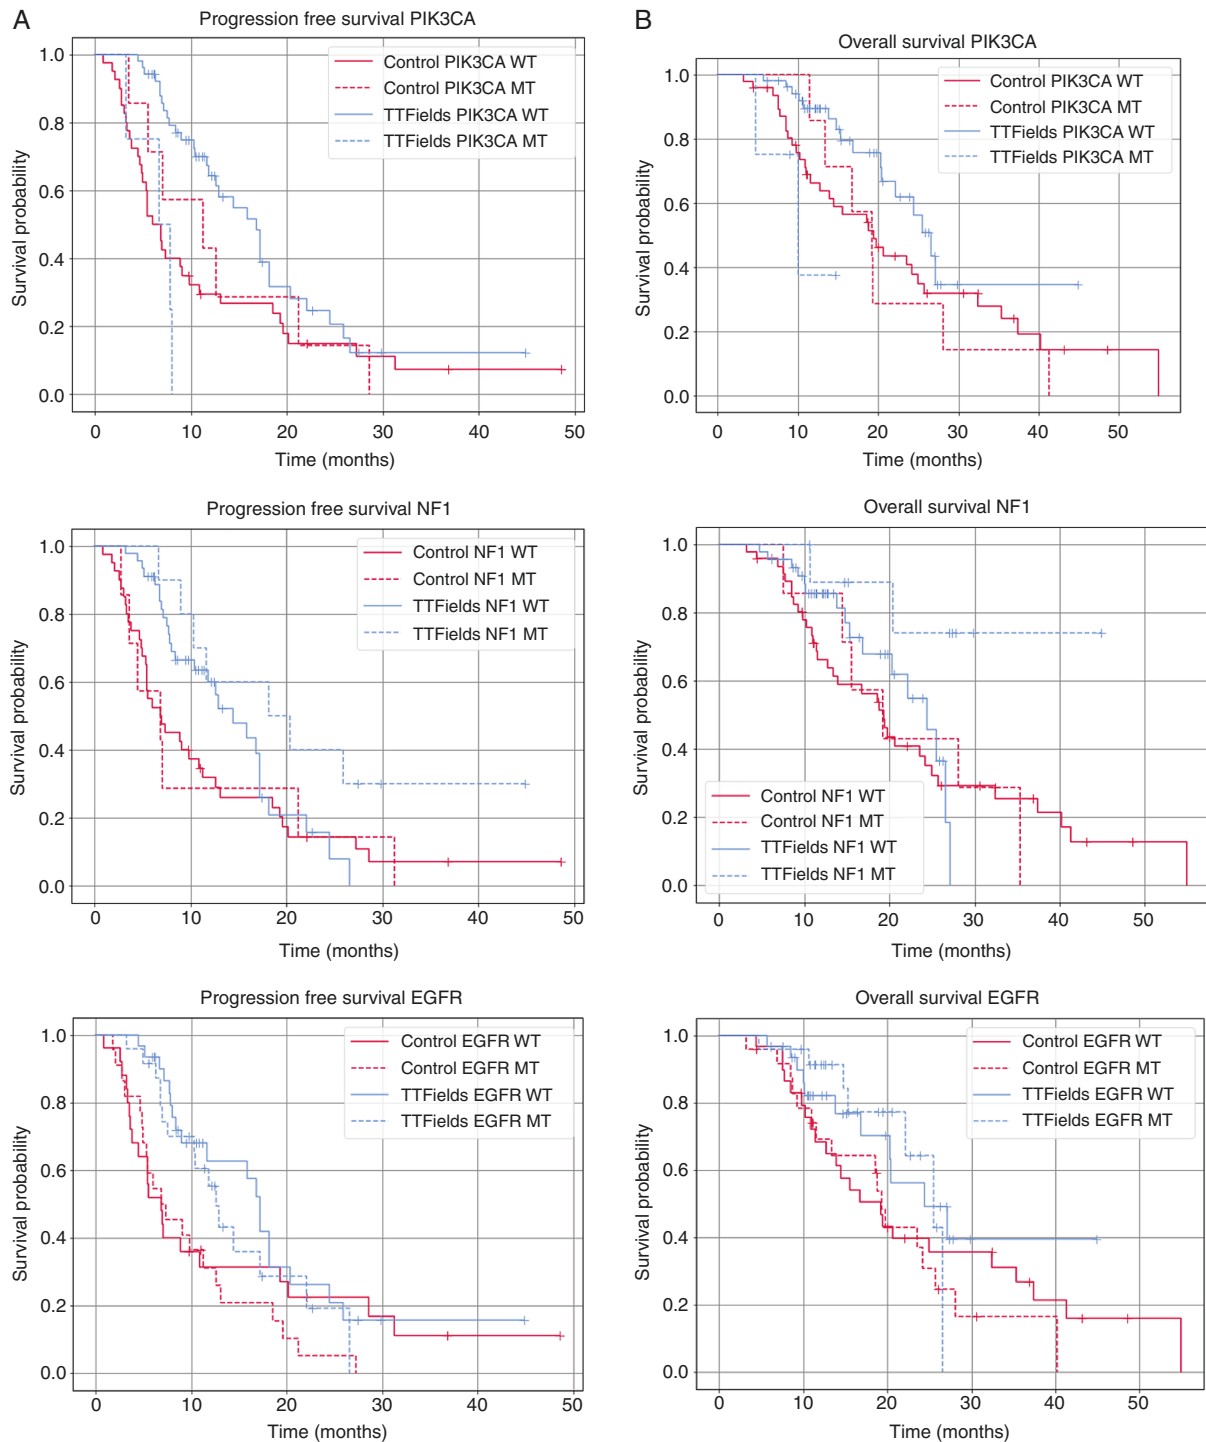 A
Progression free survival PIK3CA
1.0
0.8
0.6
0.4
0.2
0.0
Survival probability
Control PIK3CA WT
Control PIK3CA MT
TTFields PIK3CA WT
TTFields PIK3CA MT
0 10 20 30 40 50
Time (months)
B
Overall survival PIK3CA
1.0
0.8
0.6
0.4
0.2
0.0
Survival probability
Control PIK3CA WT
Control PIK3CA MT
TTFields PIK3CA WT
TTFields PIK3CA MT
0 10 20 30 40 50
Time (months)
Progression free survival NF1
1.0
0.8
0.6
0.4
0.2
0.0
Survival probability
Control NF1 WT
Control NF1 MT
TTFields NF1 WT
TTFields NF1 MT
0 10 20 30 40 50
Time (months)
Overall survival NF1
1.0
0.8
0.6
0.4
0.2
0.0
Survival probability
Control NF1 WT
Control NF1 MT
TTFields NF1 WT
TTFields NF1 MT
0 10 20 30 40 50
Time (months)
Progression free survival EGFR
1.0
0.8
0.6
0.4
0.2
0.0
Survival probability
Control EGFR WT
Control EGFR MT
TTFields EGFR WT
TTFields EGFR MT
0 10 20 30 40 50
Time (months)
Overall survival EGFR
1.0
0.8
0.6
0.4
0.2
0.0
Survival probability
Control EGFR WT
Control EGFR MT
TTFields EGFR WT
TTFields EGFR MT
0 10 20 30 40 50
Time (months)